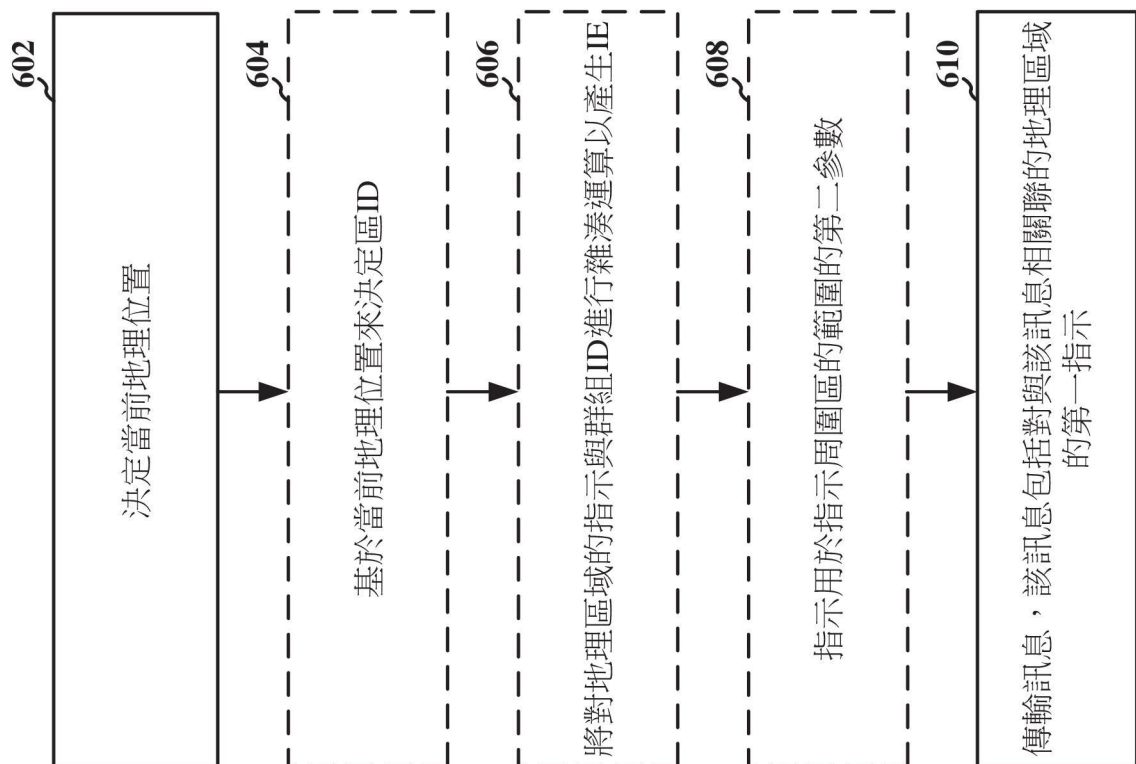 602
決定當前地理位置
604
基於當前地理位置來決定區ID
606
將對地理區域的指示與群組ID進行雜湊運算以產生IE
608
指示用於指示周圍區的範圍的第二參數
610
傳輸訊息，該訊息包括對與該訊息相關聯的地理區域
的第一指示